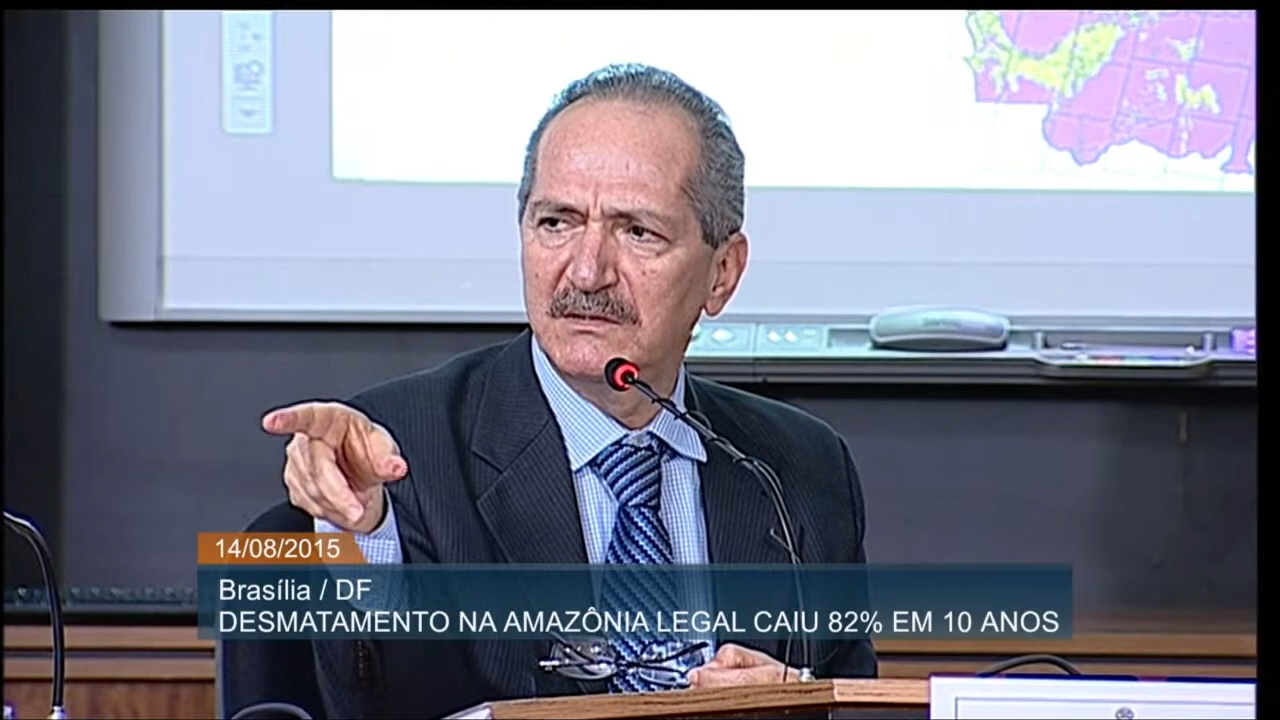 14/08/2015
Brasília / DF
DESMATAMENTO NA AMAZÔNIA LEGAL CAIU 82% EM 10 ANOS